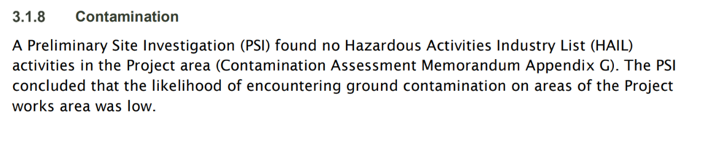 3.1.8 Contamination
A Preliminary Site Investigation (PSI) found no Hazardous Activities Industry List (HAIL)
activities in the Project area (Contamination Assessment Memorandum Appendix G). The PSI
concluded that the likelihood of encountering ground contamination on areas of the Project
works area was low.